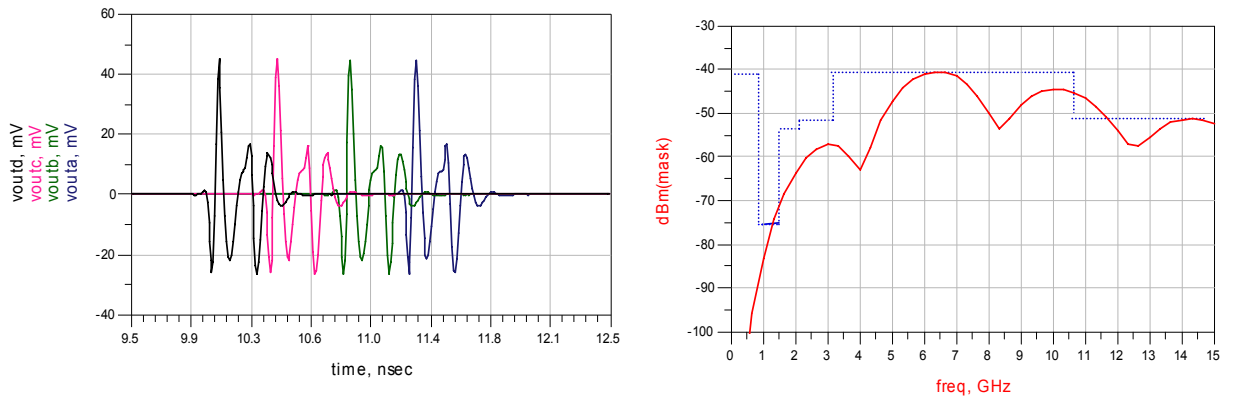 voutd, mV
voutc, mV
voutb, mV
vouta, mV
60
40
20
0
-20
-40
9.5 9.9 10.3 10.6 11.0 11.4 11.8 12.1 12.5
time, nsec
dBm(mask)
-30
-40
-50
-60
-70
-80
-90
-100
0 1 2 3 4 5 6 7 8 9 10 11 12 13 14 15
freq, GHz